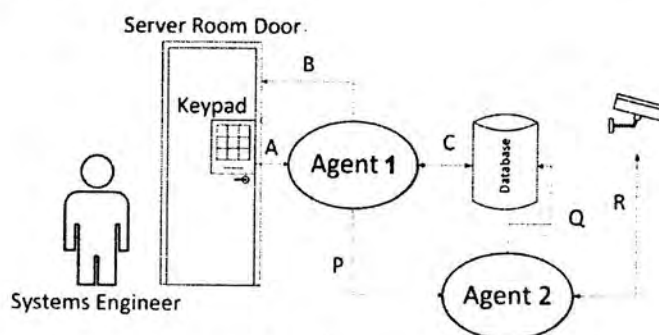 Server Room Door
B
Keypad
A
Agent 1
C
Database
R
Q
P
Agent 2
Systems Engineer